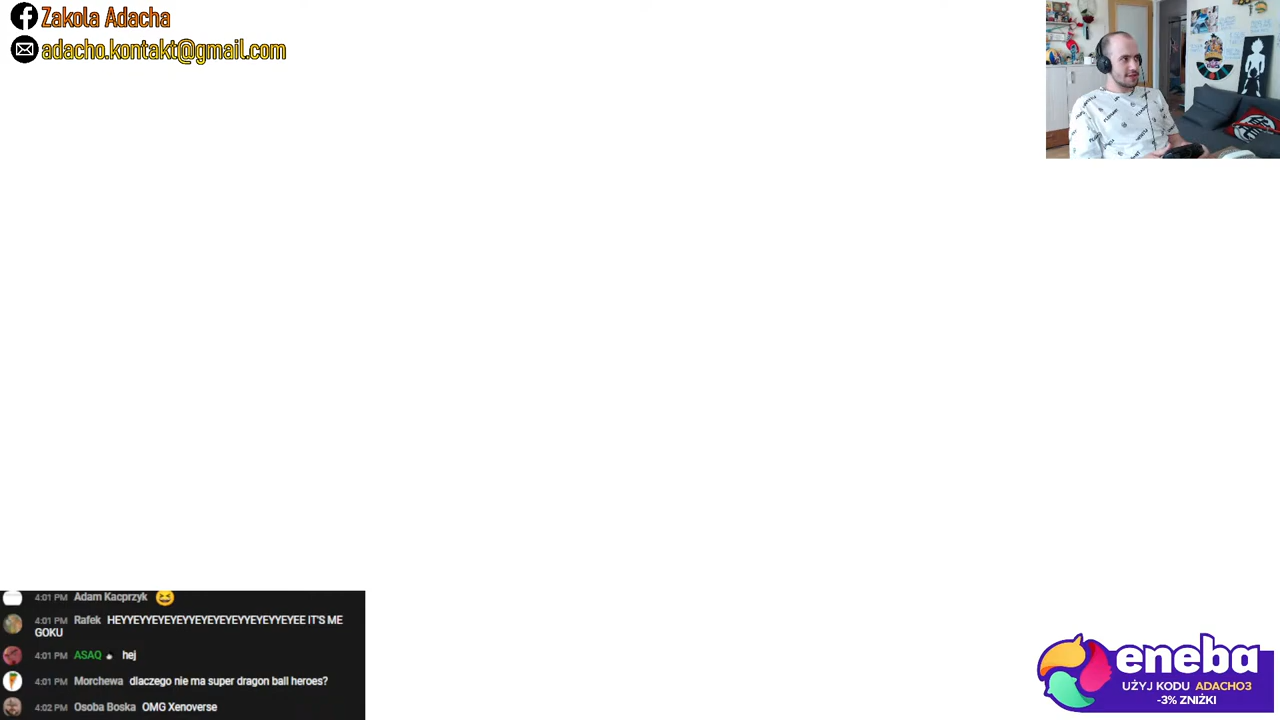 Zakola Adacha
adacho.kontakt@gmail.com
4:01 PM Adam Kacprzyk
4:01 PM Rafek HEYYEYYEYEYEYYEYEYEYEYYEYEYYEYEE IT'S ME
GOKU
4:01 PM ASAQ hej
4:01 PM Morchewa dlaczego nie ma super dragon ball heroes?
4:02 PM Osoba Boska OMG Xenoverse
eneba
UŻYJ KODU ADACHO3
-3% ZNIŻKI